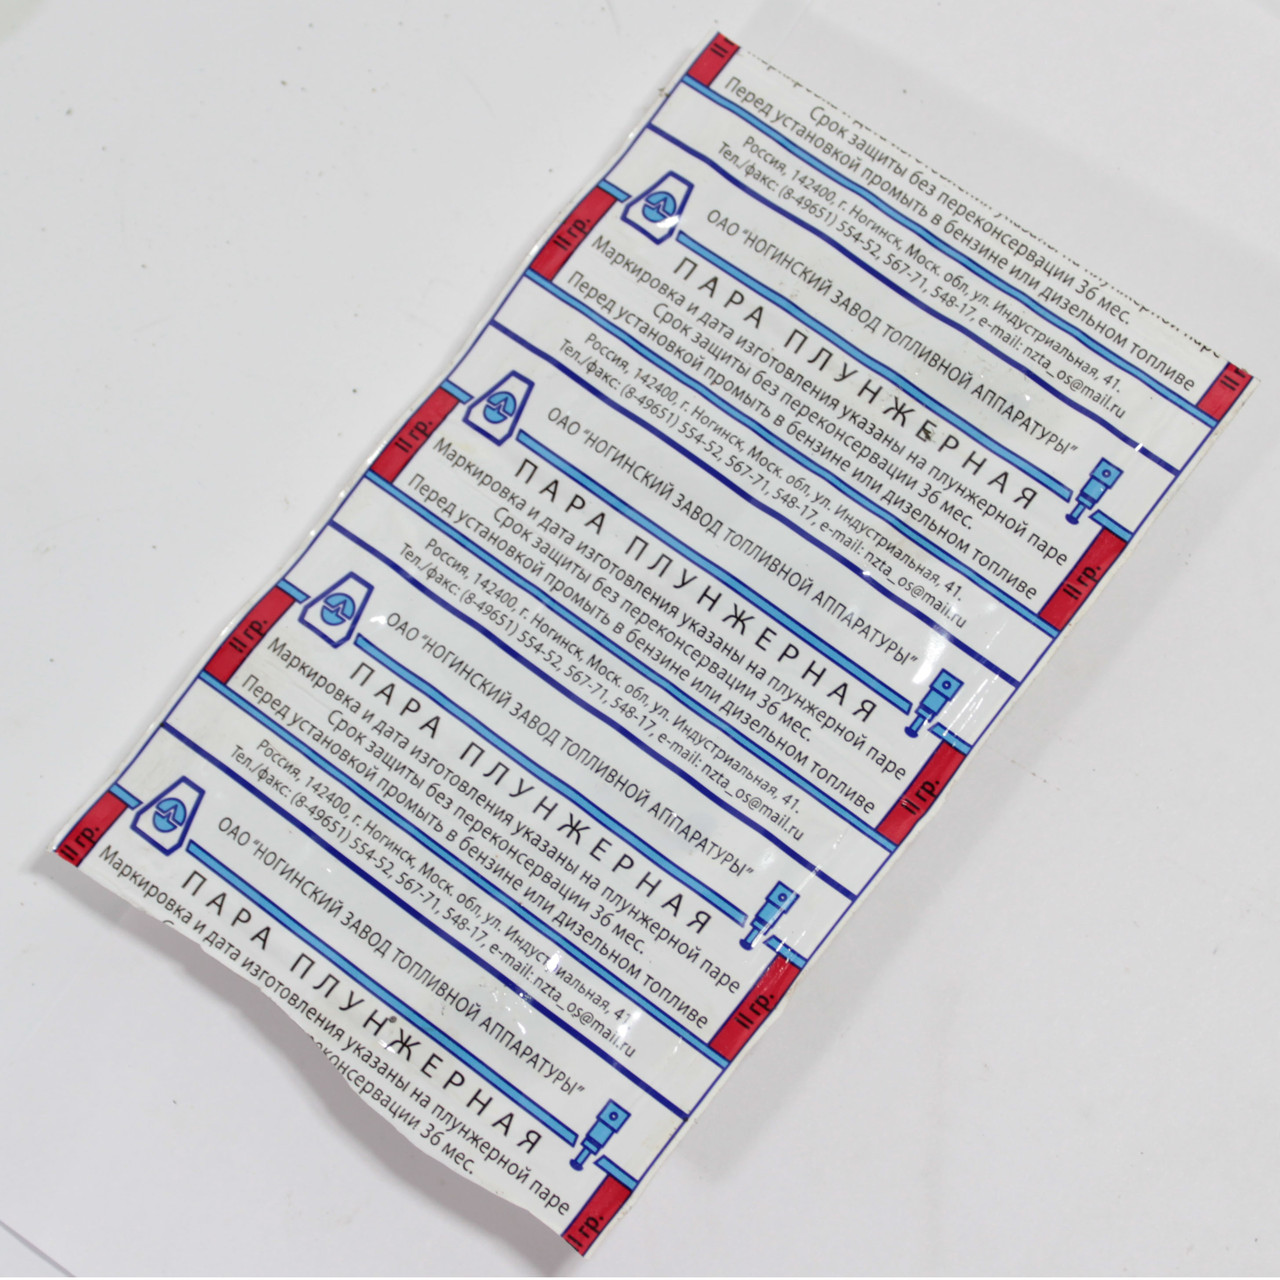 II
Срок защиты без переконсервации 36 мес.
Перед установкой промыть в бензине или дизельном топливе
II
Россия, 142400, г. Ногинск, Моск. обл, ул. Индустриальная, 41.
Тел./факс: (8-49651) 554-52, 567-71, 548-17, e-mail: nzta_os@mail.ru
ОАО “НОГИНСКИЙ ЗАВОД ТОПЛИВНОЙ АППАРАТУРЫ”
ПАРА ПЛУНЖЕРНАЯ
II гр.
Маркировка и дата изготовления указаны на плунжерной паре
Срок защиты без переконсервации 36 мес.
Перед установкой промыть в бензине или дизельном топливе
II гр.
Россия, 142400, г. Ногинск, Моск. обл, ул. Индустриальная, 41.
Тел./факс: (8-49651) 554-52, 567-71, 548-17, e-mail: nzta_os@mail.ru
ОАО “НОГИНСКИЙ ЗАВОД ТОПЛИВНОЙ АППАРАТУРЫ”
ПАРА ПЛУНЖЕРНАЯ
II гр.
Маркировка и дата изготовления указаны на плунжерной паре
Срок защиты без переконсервации 36 мес.
Перед установкой промыть в бензине или дизельном топливе
II гр.
Россия, 142400, г. Ногинск, Моск. обл, ул. Индустриальная, 41.
Тел./факс: (8-49651) 554-52, 567-71, 548-17, e-mail: nzta_os@mail.ru
ОАО “НОГИНСКИЙ ЗАВОД ТОПЛИВНОЙ АППАРАТУРЫ”
ПАРА ПЛУНЖЕРНАЯ
II гр.
Маркировка и дата изготовления указаны на плунжерной паре
Срок защиты без переконсервации 36 мес.
Перед установкой промыть в бензине или дизельном топливе
II гр.
Россия, 142400, г. Ногинск, Моск. обл, ул. Индустриальная, 41.
Тел./факс: (8-49651) 554-52, 567-71, 548-17, e-mail: nzta_os@mail.ru
ОАО “НОГИНСКИЙ ЗАВОД ТОПЛИВНОЙ АППАРАТУРЫ”
ПАРА ПЛУНЖЕРНАЯ
II гр.
Маркировка и дата изготовления указаны на плунжерной паре
36 мес.
II гр.